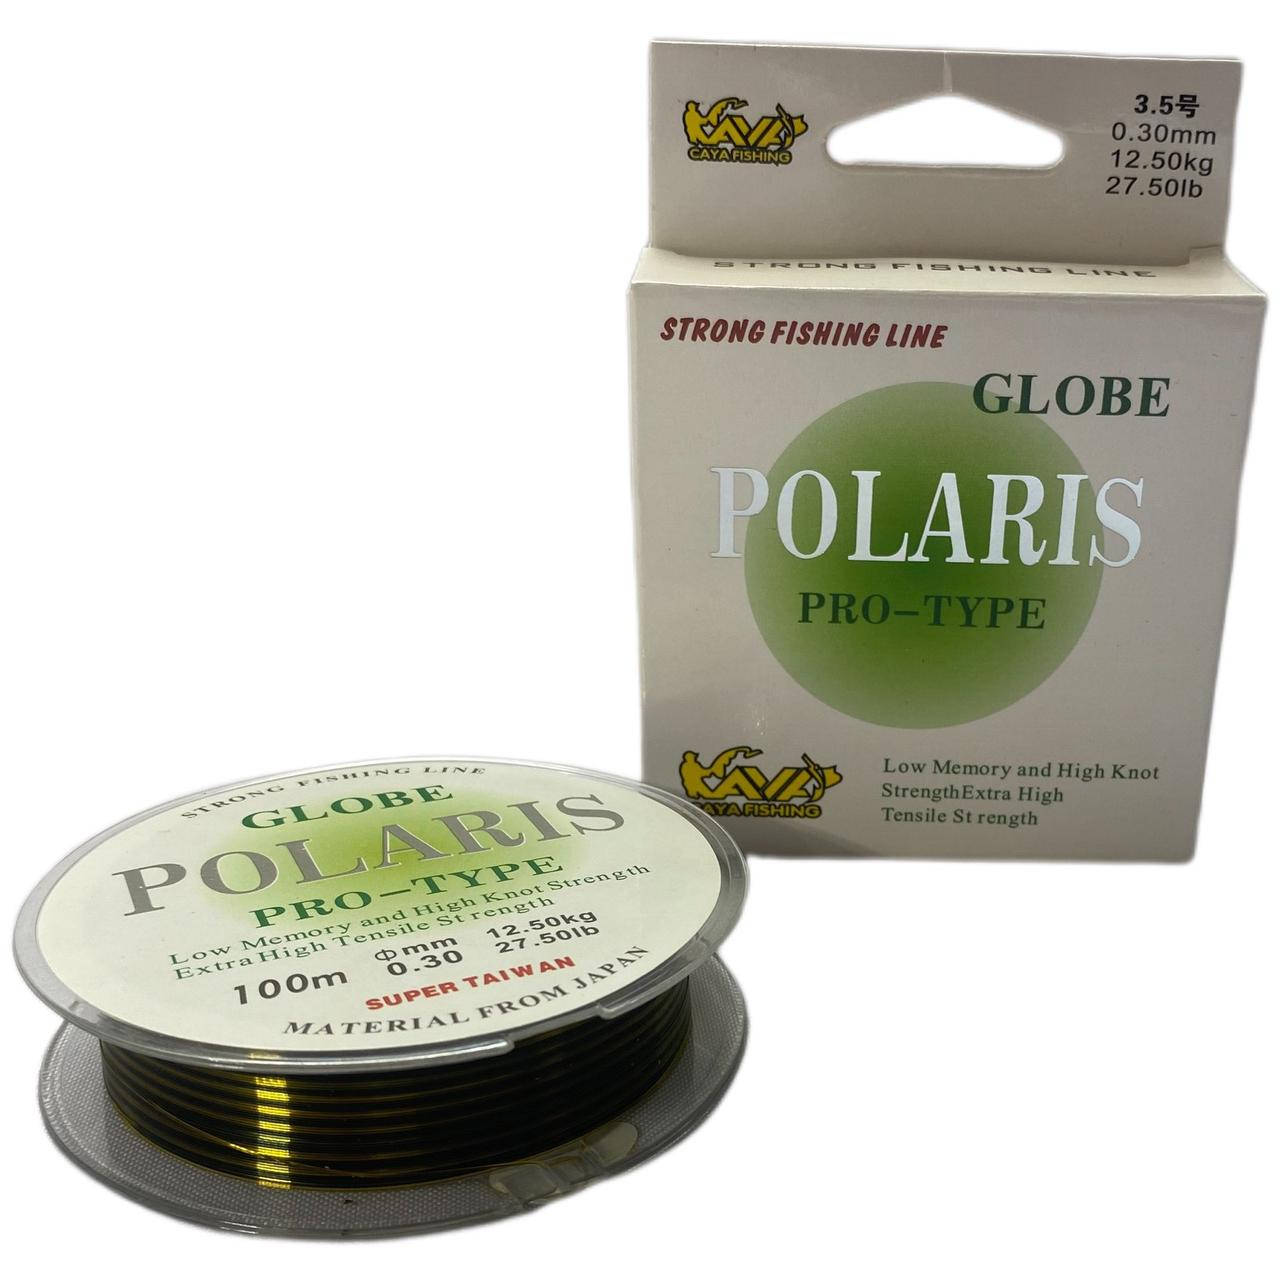 KAVA
CAYA FISHING
3.5号
0.30mm
12.50kg
27.50lb
STRONG FISHING LINE
STRONG FISHING LINE
GLOBE
POLARIS
PRO-TYPE
KAVA
CAYA FISHING
Low Memory and High Knot
StrengthExtra High
Tensile St rength
STRONG FISHING LINE
GLOBE
POLARIS
PRO-TYPE
Low Memory and High Knot Strength
ExtraHigh Tensile St rength
100m Φmm 0.30 12.50kg 27.50lb
SUPER TAIWAN
MATERIAL FROM JAPAN